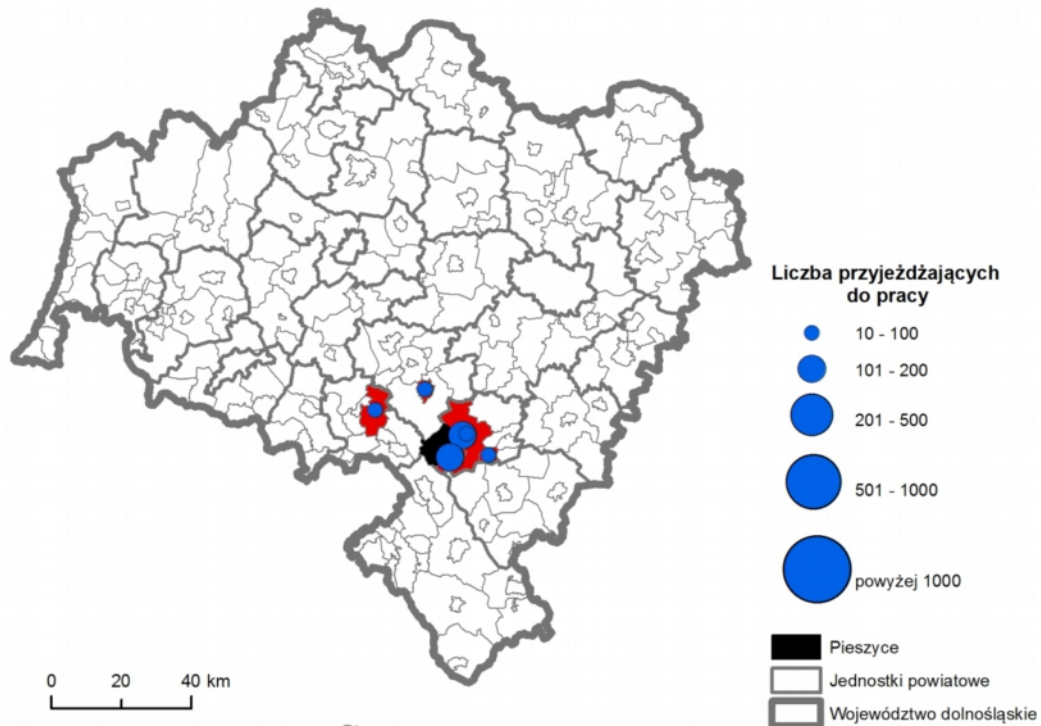 Liczba przyjeżdżających
do pracy
10 - 100
101 - 200
201 - 500
501 - 1000
powyżej 1000
Pieszyce
Jednostki powiatowe
Województwo dolnośląskie
0 20 40 km